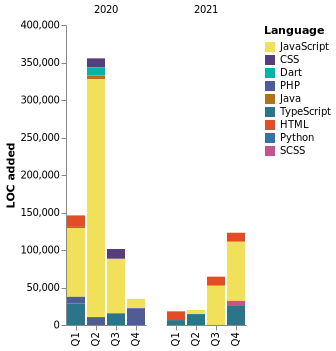 2020 2021
LOC added
400,000
350,000
300,000
250,000
200,000
150,000
100,000
50,000
0
Q1 Q2 Q3 Q4 Q1 Q2 Q3 Q4
Language
JavaScript
CSS
Dart
PHP
Java
TypeScript
HTML
Python
SCSS